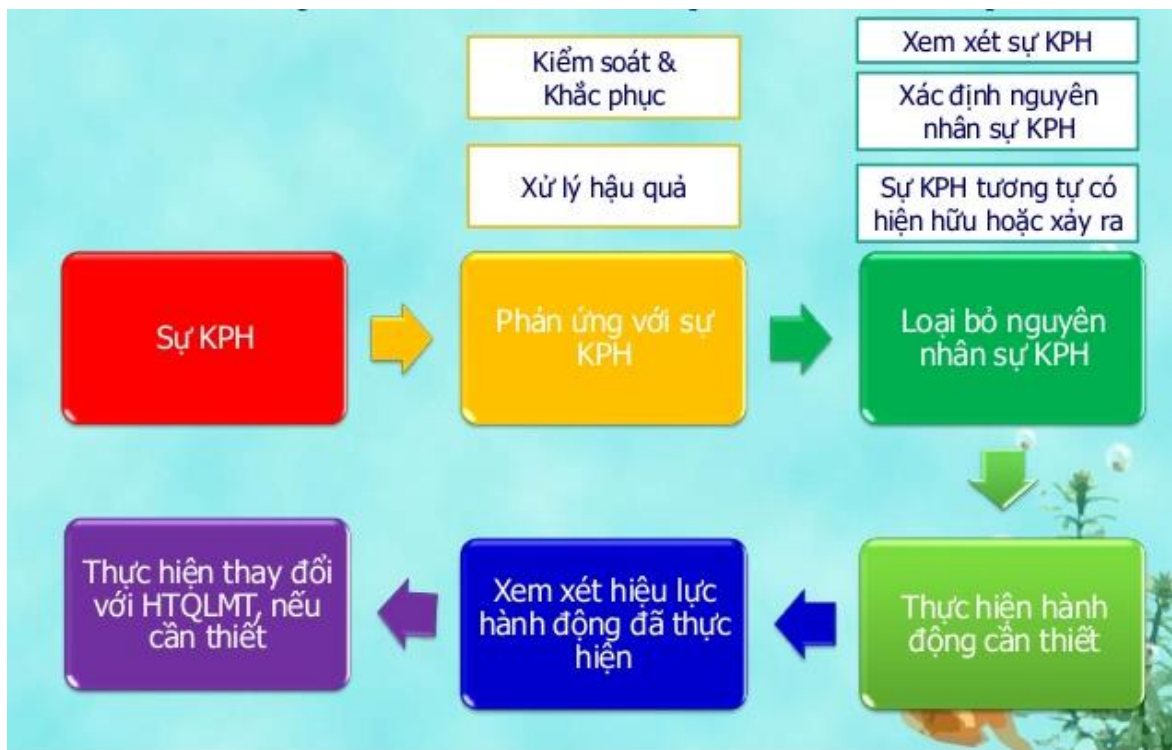 Kiểm soát &
Khắc phục
Xử lý hậu quả
Xem xét sự KPH
Xác định nguyên
nhân sự KPH
Sự KPH tương tự có
hiện hữu hoặc xảy ra
Sự KPH
Phản ứng với sự
KPH
Loại bỏ nguyên
nhân sự KPH
Thực hiện thay đổi
với HTQLMT, nếu
cần thiết
Xem xét hiệu lực
hành động đã thực
hiện
Thực hiện hành
động cần thiết